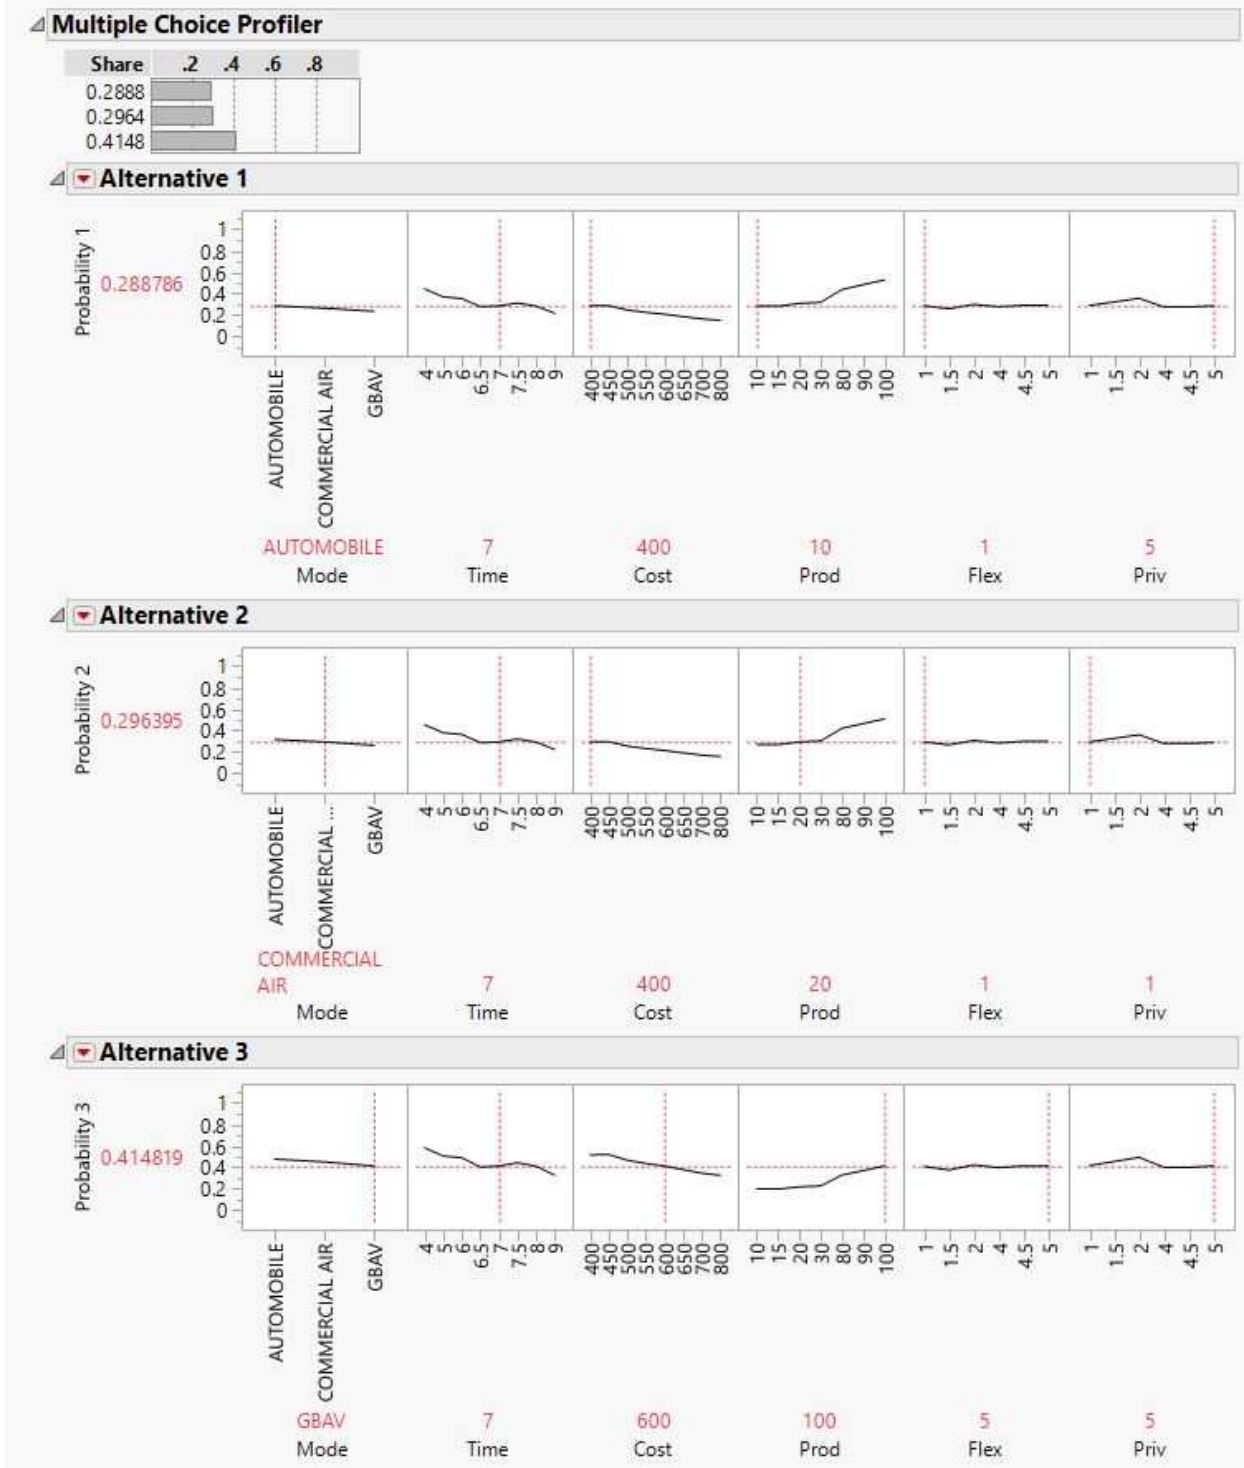 Multiple Choice Profiler
Share .2 .4 .6 .8
0.2888
0.2964
0.4148
Alternative 1
Probability 1
0.288786
1
0.8
0.6
0.4
0.2
0
AUTOMOBILE COMMERCIAL AIR GBAV
4 5 6 6.5 7 7.5 8 9
400 450 500 550 600 650 700 800
10 15 20 30 80 90 100
1 1.5 2 4 4.5 5
1 1.5 2 4 4.5 5
AUTOMOBILE 7 400 10 1 5
Mode Time Cost Prod Flex Priv
Alternative 2
Probability 2
0.296395
1
0.8
0.6
0.4
0.2
0
AUTOMOBILE COMMERCIAL ... GBAV
4 5 6 6.5 7 7.5 8 9
400 450 500 550 600 650 700 800
10 15 20 30 80 90 100
1 1.5 2 4 4.5 5
1 1.5 2 4 4.5 5
COMMERCIAL
AIR 7 400 20 1 1
Mode Time Cost Prod Flex Priv
Alternative 3
Probability 3
0.414819
1
0.8
0.6
0.4
0.2
0
AUTOMOBILE COMMERCIAL AIR GBAV
4 5 6 6.5 7 7.5 8 9
400 450 500 550 600 650 700 800
10 15 20 30 80 90 100
1 1.5 2 4 4.5 5
1 1.5 2 4 4.5 5
GBAV 7 600 100 5 5
Mode Time Cost Prod Flex Priv